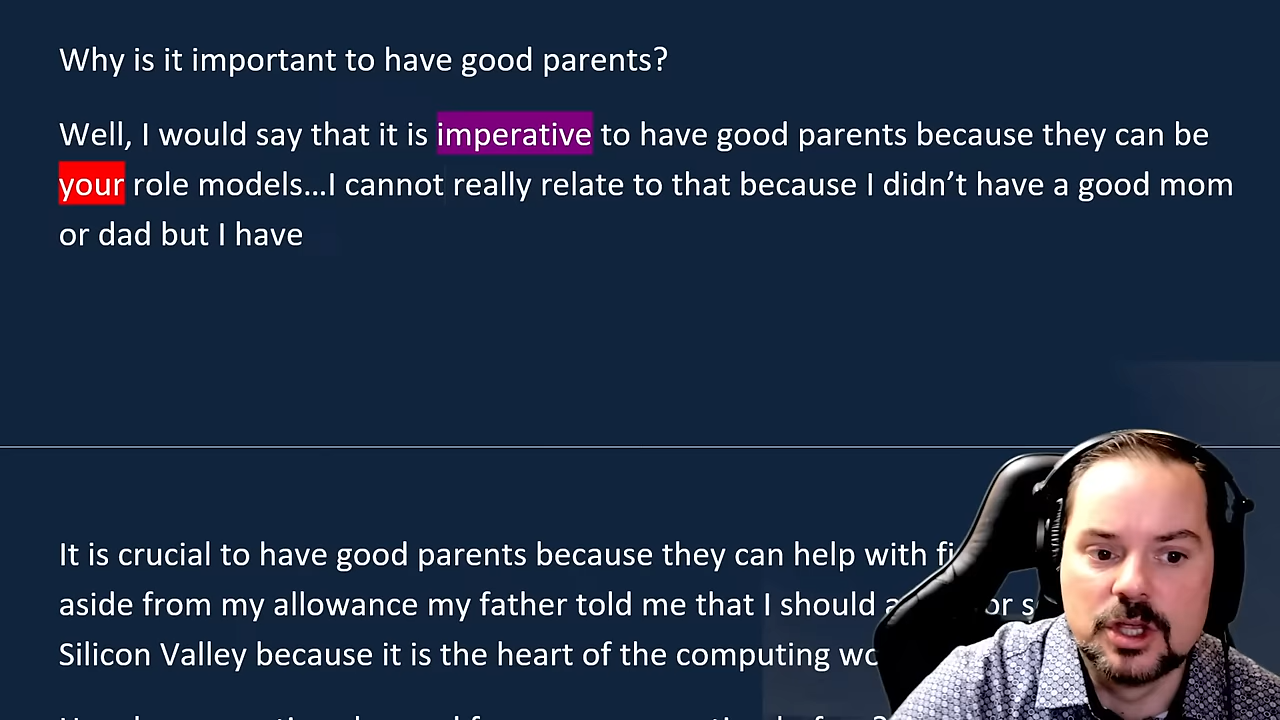 Why is it important to have good parents?
Well, I would say that it is imperative to have good parents because they can be
your role models...I cannot really relate to that because I didn’t have a good mom
or dad but I have
It is crucial to have good parents because they can help with
aside from my allowance my father told me that I should
Silicon Valley because it is the heart of the computing